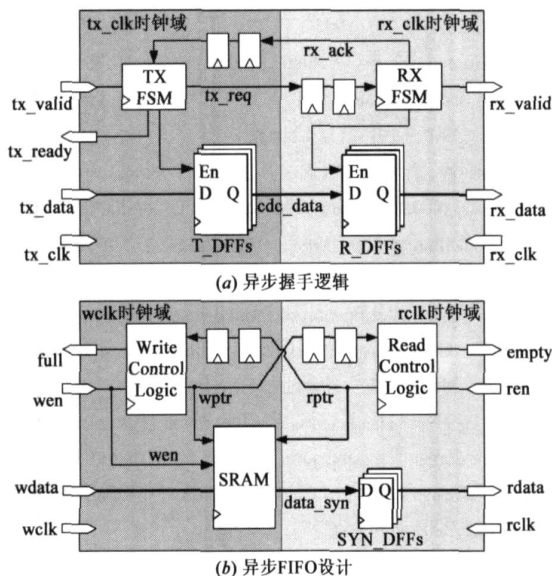 tx_clk时钟域
rx_clk时钟域
rx_ack
TX
FSM
RX
FSM
tx_valid
tx_req
rx_valid
tx_ready
En
En
D Q
D Q
tx_data
cdc_data
rx_data
tx_clk
T_DFFs
R_DFFs
rx_clk
(a) 异步握手逻辑
wclk时钟域
rclk时钟域
full
Write
Control
Logic
Read
Control
Logic
empty
wen
wptr
rptr
ren
wen
SRAM
wdata
data_syn
D Q
rdata
wclk
SYN_DFFs
rclk
(b) 异步FIFO设计